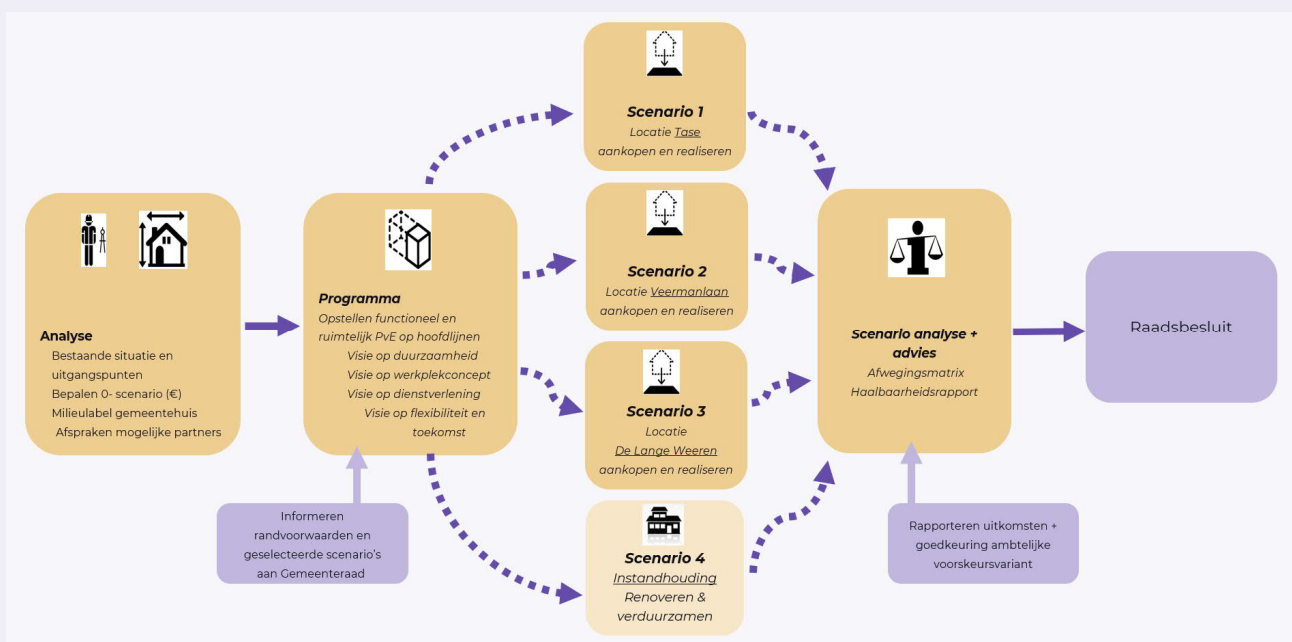 Analyse
Bestaande situatie en
uitgangspunten
Bepalen 0- scenario (€)
Milieulabel gemeentehuis
Afspraken mogelijke partners
Programma
Opstellen functioneel en
ruimtelijk PvE op hoofdlijnen
Visie op duurzaamheid
Visie op werkplekconcept
Visie op dienstverlening
Visie op flexibiliteit en
toekomst
Informeren
randvoorwaarden en
geselecteerde scenario's
aan Gemeenteraad
Scenario 1
Locatie Tase
aankopen en realiseren
Scenario 2
Locatie Veermanlaan
aankopen en realiseren
Scenario 3
Locatie
De Lange Weeren
aankopen en realiseren
Scenario 4
Instandhouding
Renoveren &
verduurzamen
Scenario analyse +
advies
Afwegingsmatrix
Haalbaarheidsrapport
Rapporteren uitkomsten +
goedkeuring ambtelijke
voorskeursvariant
Raadsbesluit